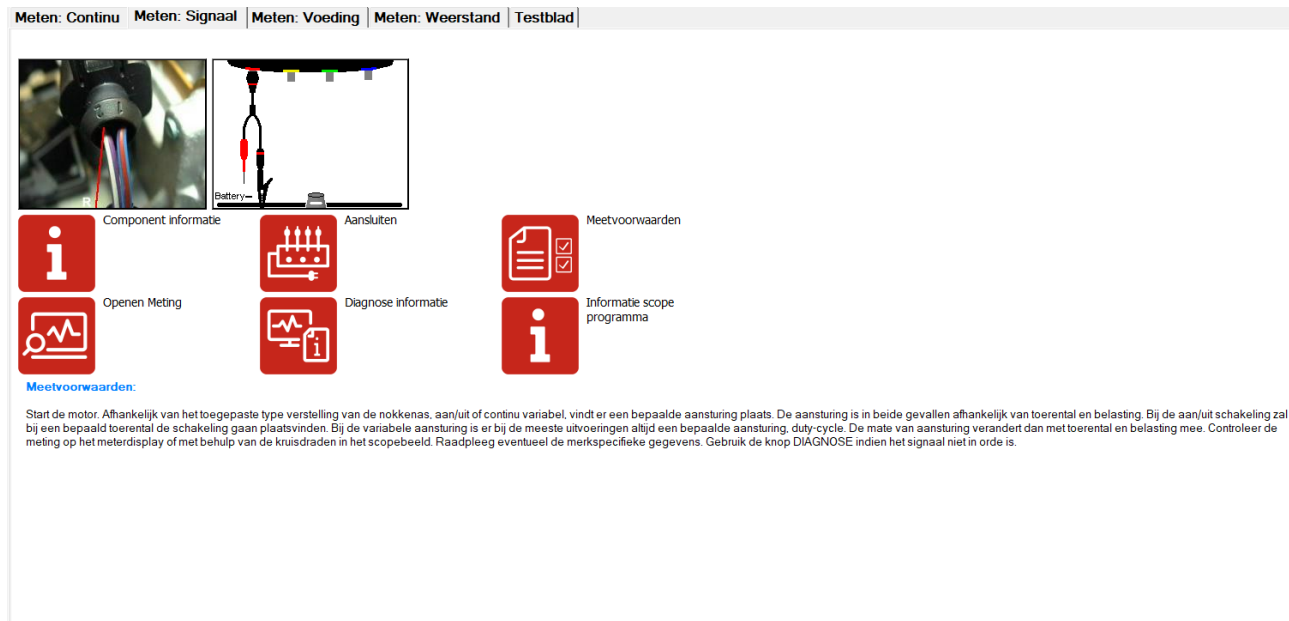 Meten: Continu Meten: Signaal Meten: Voeding Meten: Weerstand Testblad
2 1
R
Battery
Component informatie
Aansluiten
Meetvoorwaarden
Openen Meting
Diagnose informatie
Informatie scope
programma
Meetvoorwaarden:
Start de motor. Afhankelijk van het toegepaste type verstelling van de nokkenas, aan/uit of continu variabel, vindt er een bepaalde aansturing plaats. De aansturing is in beide gevallen afhankelijk van toerental en belasting. Bij de aan/uit schakeling zal
bij een bepaald toerental de schakeling gaan plaatsvinden. Bij de variabele aansturing is er bij de meeste uitvoeringen altijd een bepaalde aansturing, duty-cycle. De mate van aansturing verandert dan met toerental en belasting mee. Controleer de
meting op het meterdisplay of met behulp van de kruisdraden in het scopebeeld. Raadpleeg eventueel de merkspecifieke gegevens. Gebruik de knop DIAGNOSE indien het signaal niet in orde is.